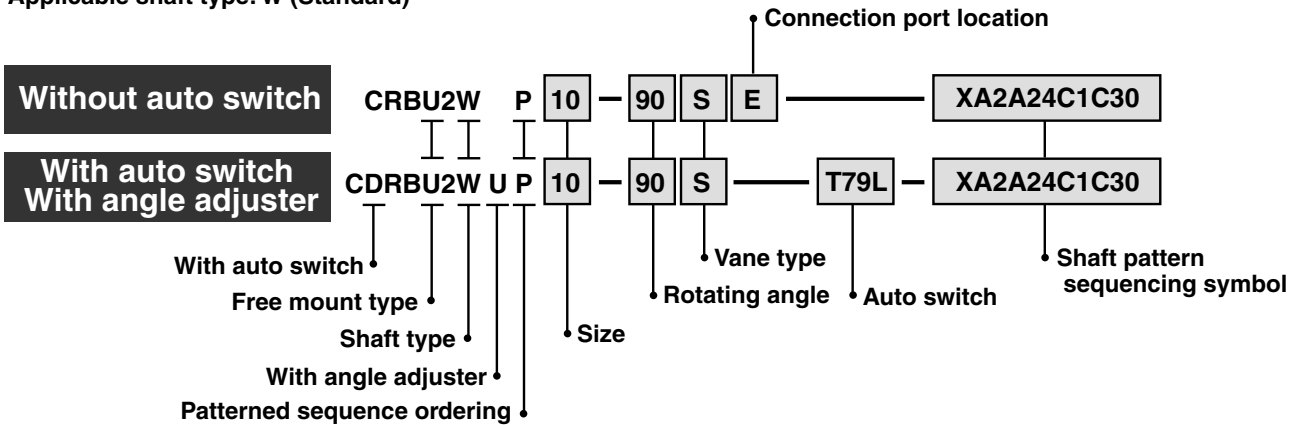 Applicable shaft type: W (Standard)
Connection port location
Without auto switch CRBU2W P 10 — 90 S E — XA2A24C1C30
With auto switch
With angle adjuster CDRBU2W U P 10 — 90 S — T79L — XA2A24C1C30
With auto switch
Free mount type
Shaft type
With angle adjuster
Patterned sequence ordering
Size
Rotating angle
Vane type
Auto switch
Shaft pattern
sequencing symbol